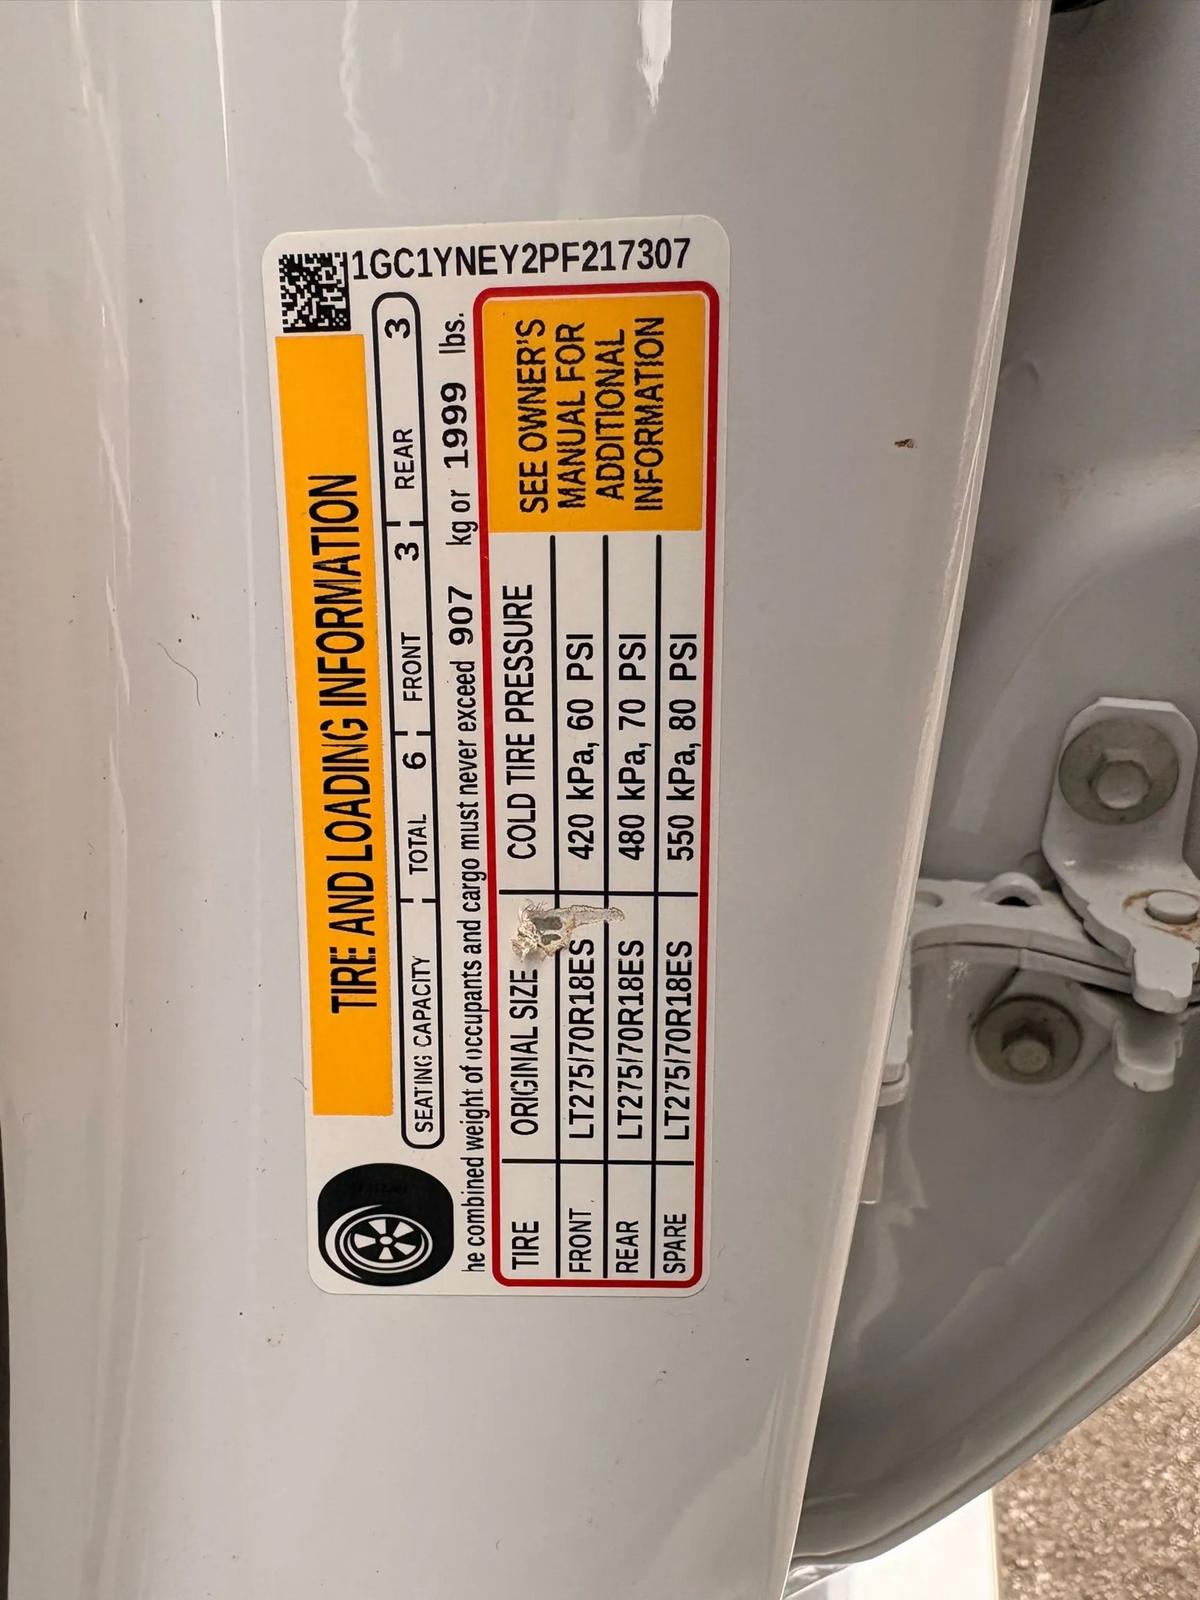 1GC1YNEY2PF217307
TIRE AND LOADING INFORMATION
SEATING CAPACITY TOTAL 6 FRONT 3 REAR 3
he combined weight of occupants and cargo must never exceed 907 kg or 1999 lbs.
TIRE ORIGINAL SIZE COLD TIRE PRESSURE
FRONT LT275/70R18ES 420 kPa, 60 PSI
REAR LT275/70R18ES 480 kPa, 70 PSI
SPARE LT275/70R18ES 550 kPa, 80 PSI
SEE OWNER'S
MANUAL FOR
ADDITIONAL
INFORMATION